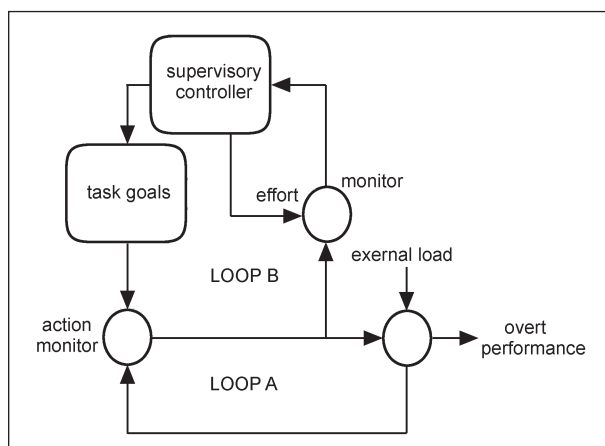 supervisory
controller
task goals
effort
monitor
exernal load
LOOP B
action
monitor
overt
performance
LOOP A